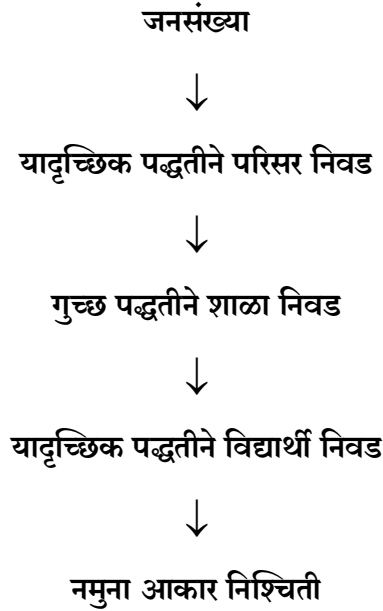 जनसंख्या
↓
यादृच्छिक पद्धतीने परिसर निवड
↓
गुच्छ पद्धतीने शाळा निवड
↓
यादृच्छिक पद्धतीने विद्यार्थी निवड
↓
नमुना आकार निश्चिती